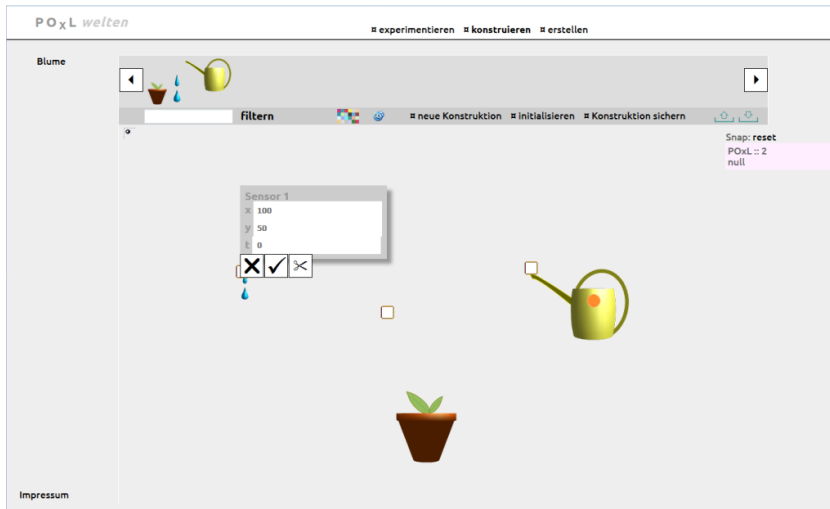 POXL welten
¤ experimentieren ¤ konstruieren ¤ erstellen
Blume
filtern
¤ neue Konstruktion ¤ initialisieren ¤ Konstruktion sichern
Snap: reset
POxL :: 2
null
Sensor 1
x 100
y 50
t 0
Impressum